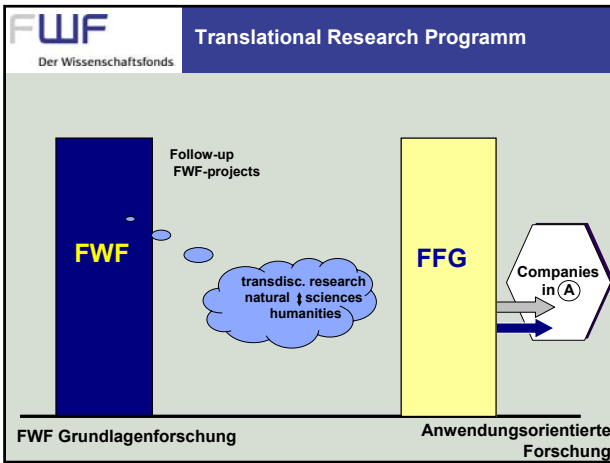 FWF
Der Wissenschaftsfonds.
Translational Research Programm
Follow-up
FWF-projects
FWF
transdisc. research
natural sciences
humanities
FFG
Companies
in A
FWF Grundlagenforschung
Anwendungsorientierte
Forschung